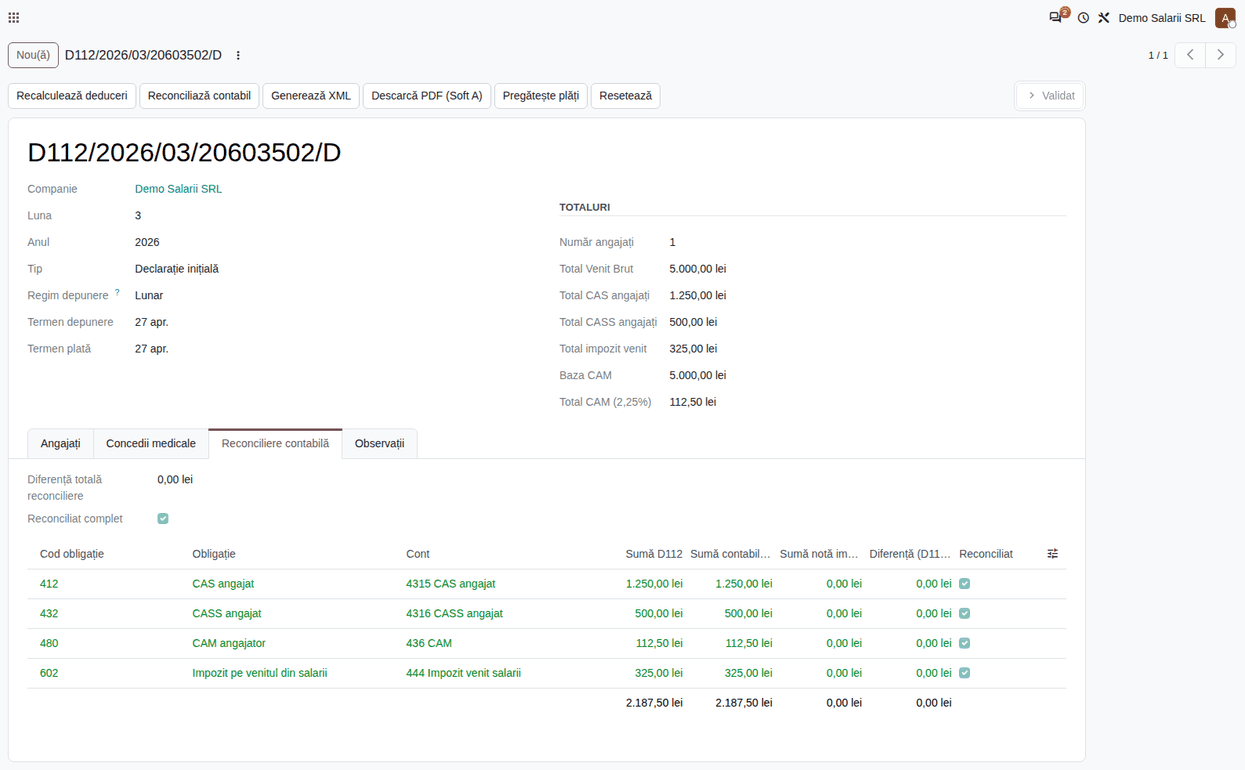 2
Demo Salarii SRL
A
Nou(ă)
D112/2026/03/20603502/D
1 / 1
Recalculează deduceri
Reconciliază contabil
Generează XML
Descarcă PDF (Soft A)
Pregătește plăți
Resetează
Validat
D112/2026/03/20603502/D
Companie Demo Salarii SRL
Luna 3
Anul 2026
Tip Declarație inițială
Regim depunere ? Lunar
Termen depunere 27 apr.
Termen plată 27 apr.
TOTALURI
Număr angajați 1
Total Venit Brut 5.000,00 lei
Total CAS angajați 1.250,00 lei
Total CASS angajați 500,00 lei
Total impozit venit 325,00 lei
Baza CAM 5.000,00 lei
Total CAM (2,25%) 112,50 lei
Angajați Concedii medicale Reconciliere contabilă Observații
Diferență totală
reconciliere
0,00 lei
Reconciliat complet
Cod obligație Obligație Cont Sumă D112 Sumă contabil... Sumă notă im... Diferență (D11... Reconciliat
412 CAS angajat 4315 CAS angajat 1.250,00 lei 1.250,00 lei 0,00 lei 0,00 lei
432 CASS angajat 4316 CASS angajat 500,00 lei 500,00 lei 0,00 lei 0,00 lei
480 CAM angajator 436 CAM 112,50 lei 112,50 lei 0,00 lei 0,00 lei
602 Impozit pe venitul din salarii 444 Impozit venit salarii 325,00 lei 325,00 lei 0,00 lei 0,00 lei
2.187,50 lei 2.187,50 lei 0,00 lei 0,00 lei